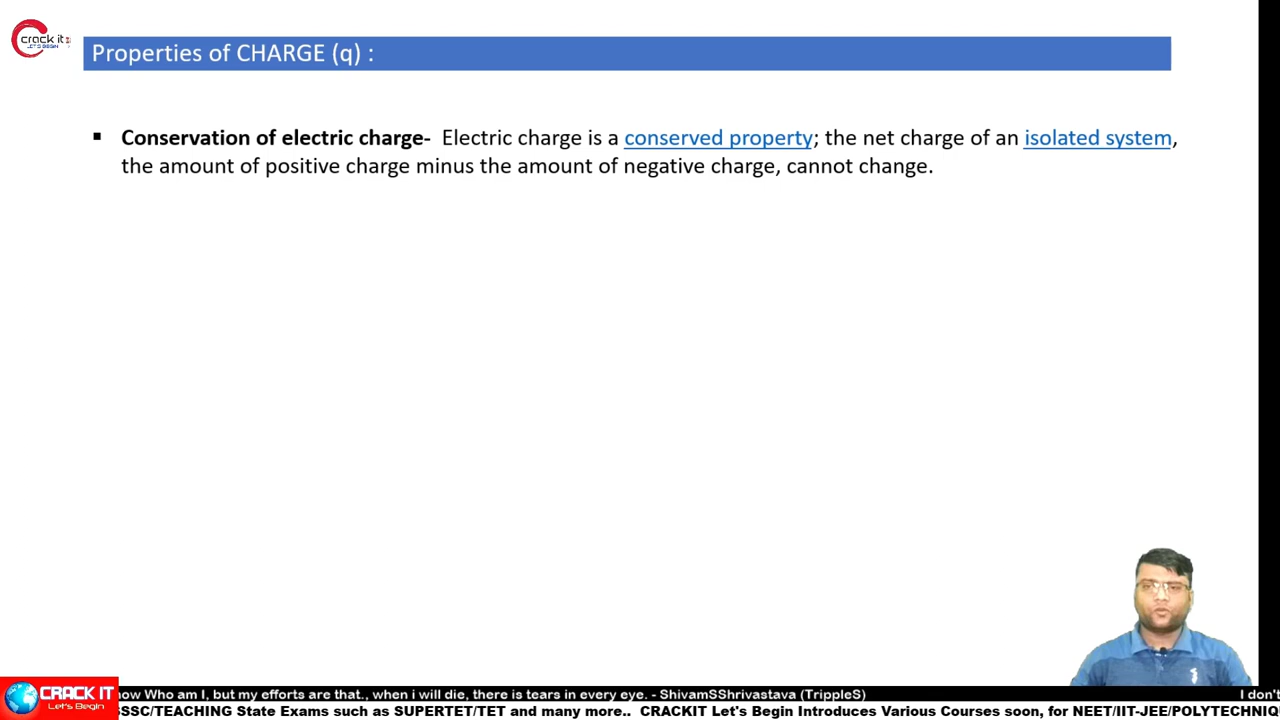 crack it
LET'S BEGIN
Properties of CHARGE (q) :
▪ Conservation of electric charge- Electric charge is a conserved property; the net charge of an isolated system,
the amount of positive charge minus the amount of negative charge, cannot change.
CRACK IT
Let's Begin
now Who am I, but my efforts are that., when i will die, there is tears in every eye. - ShivamSShrivastava (TrippleS) I don't
SSC/TEACHING State Exams such as SUPERTET/TET and many more.. CRACKIT Let's Begin Introduces Various Courses soon, for NEET/IIT-JEE/POLYTECHNIQ